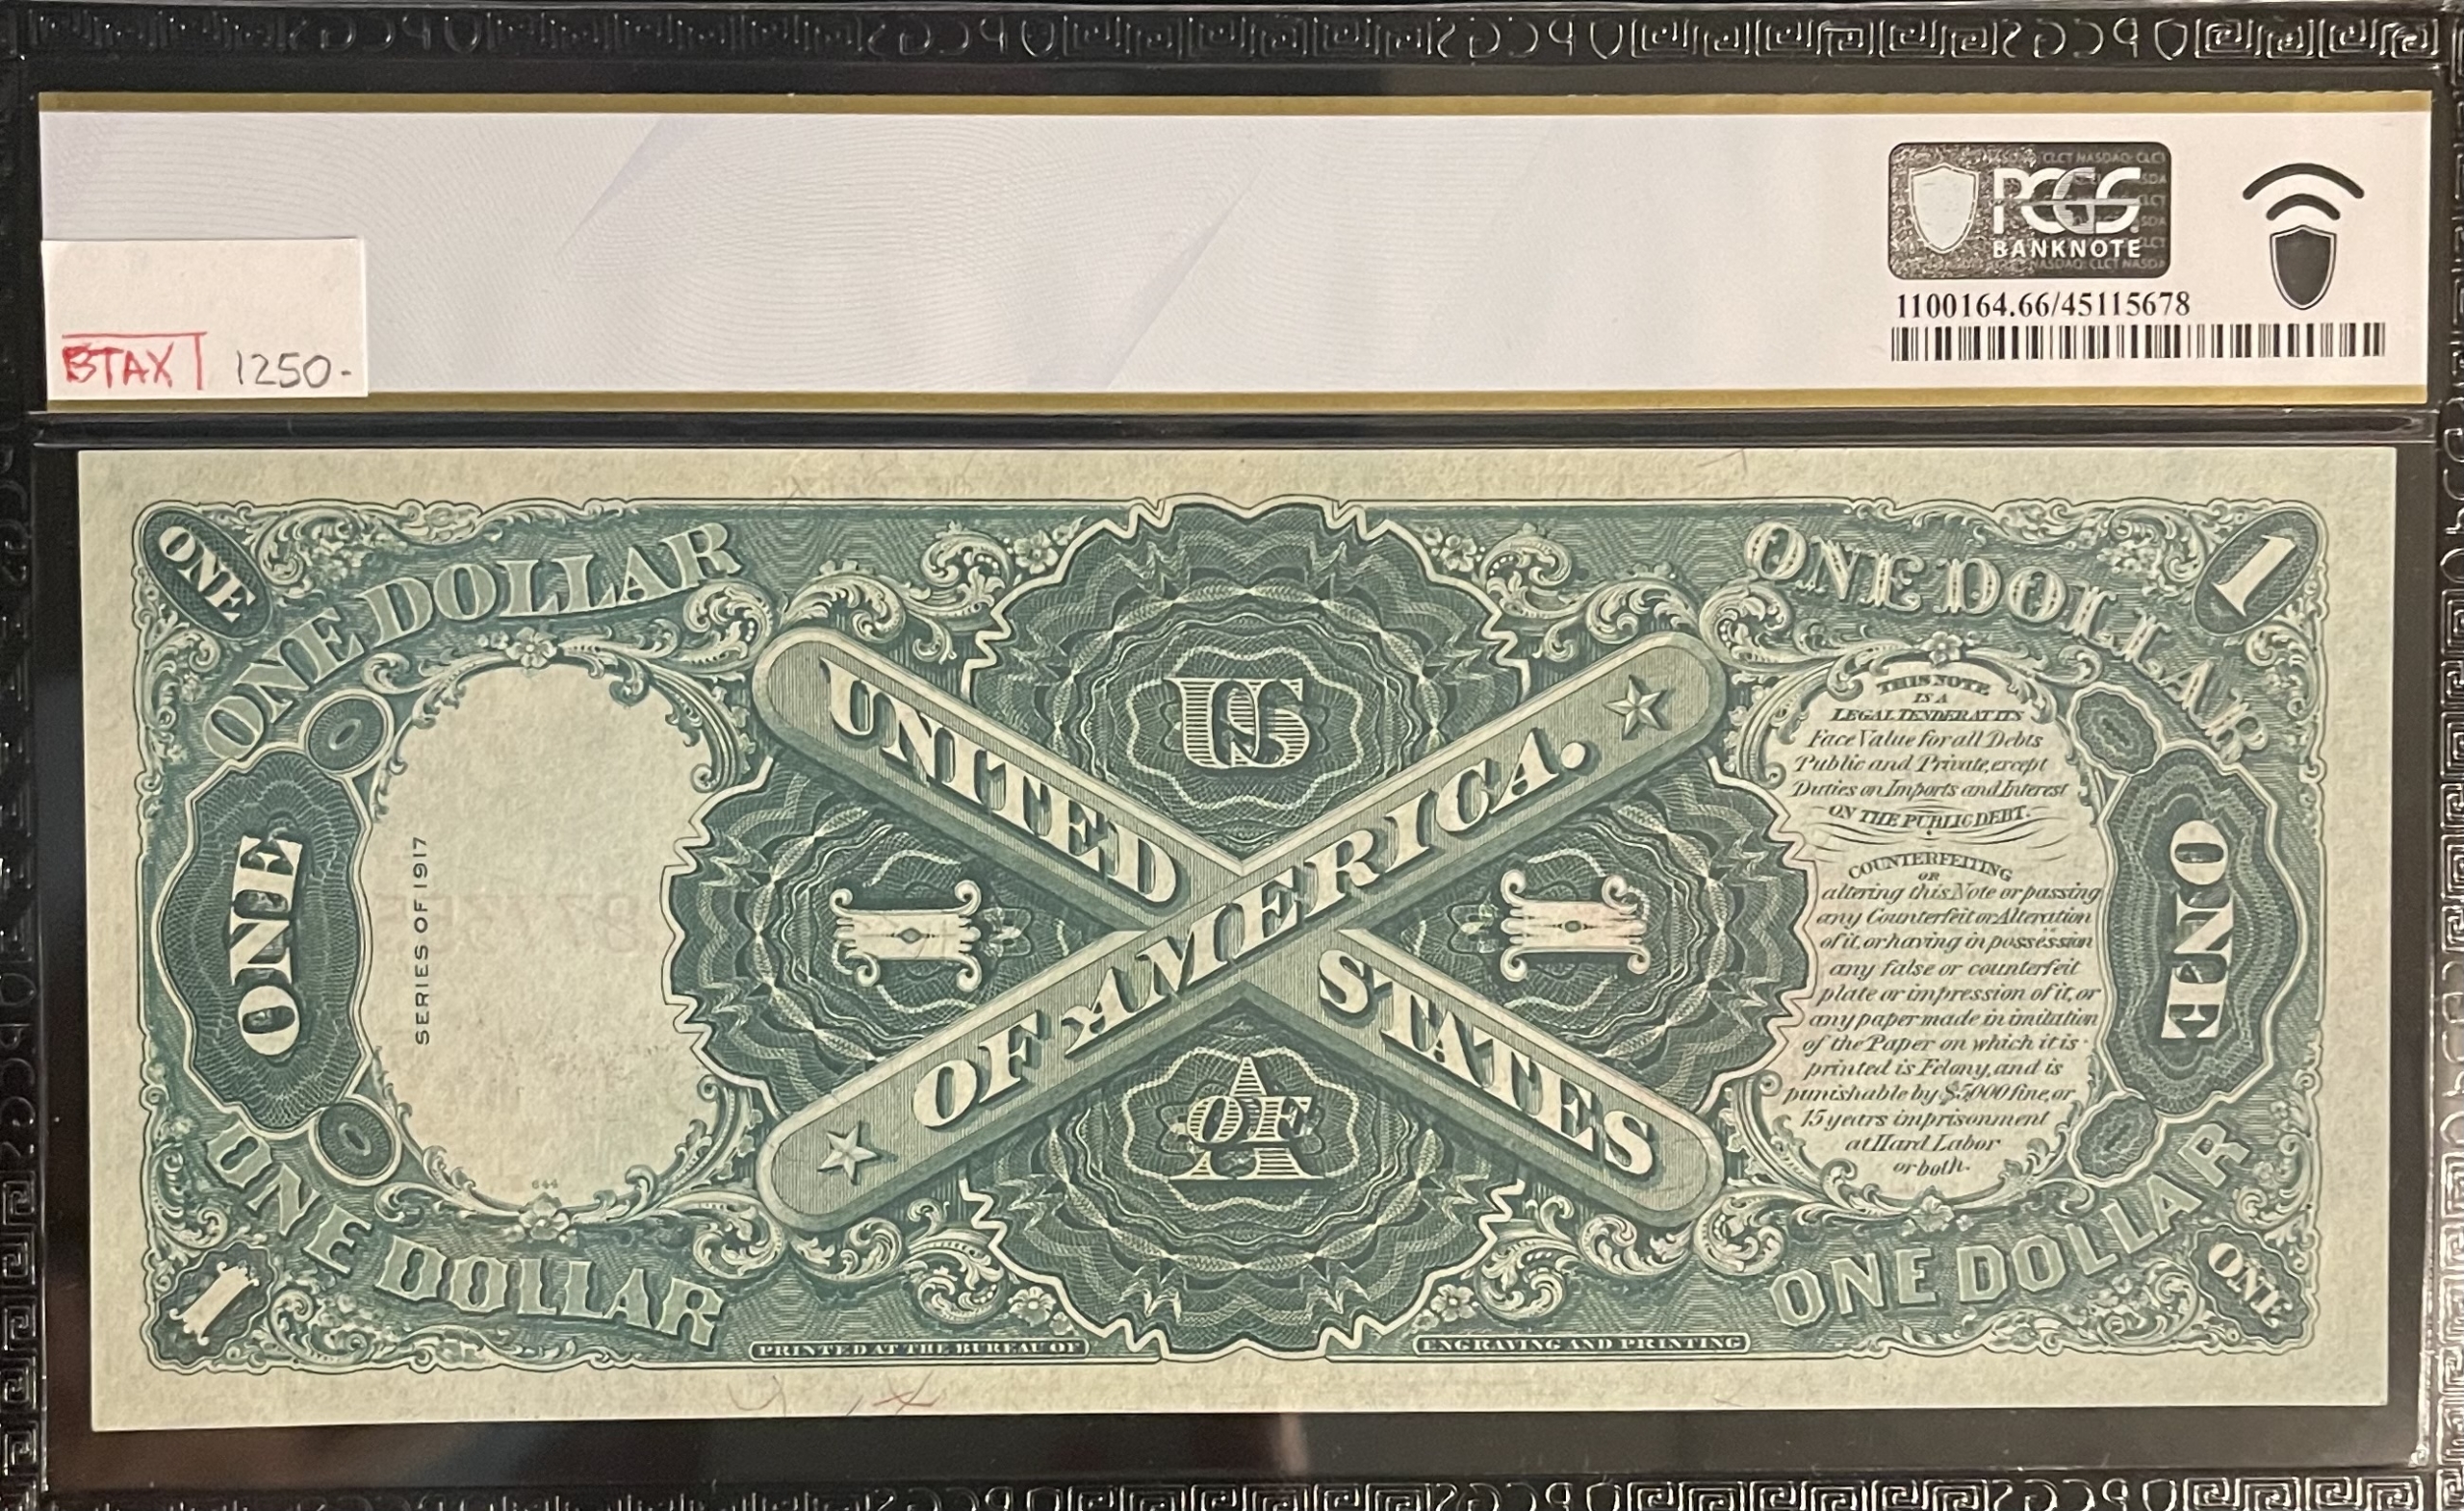 PCGS
BANKNOTE
1100164.66/45115678
BTAX 1250-
ONE
ONE DOLLAR
US
ONE DOLLAR
1
UNITED STATES
OF AMERICA.
THIS NOTE
IS A
LEGAL TENDER AT ITS
Face Value for all Debts
Public and Private, except
Duties on Imports and Interest
ON THE PUBLIC DEBT.
COUNTERFEITING
OR
altering this Note or passing
any Counterfeit or Alteration
of it, or having in possession
any false or counterfeit
plate or impression of it, or
any paper made in imitation
of the Paper on which it is
printed is Felony, and is
punishable by $5000 fine, or
15 years imprisonment
at Hard Labor
or both.
ONE
SERIES OF 1917
I
I
ONE
OF A
644
ONE DOLLAR
ONE DOLLAR
1
ONE
PRINTED AT THE BUREAU OF
ENGRAVING AND PRINTING